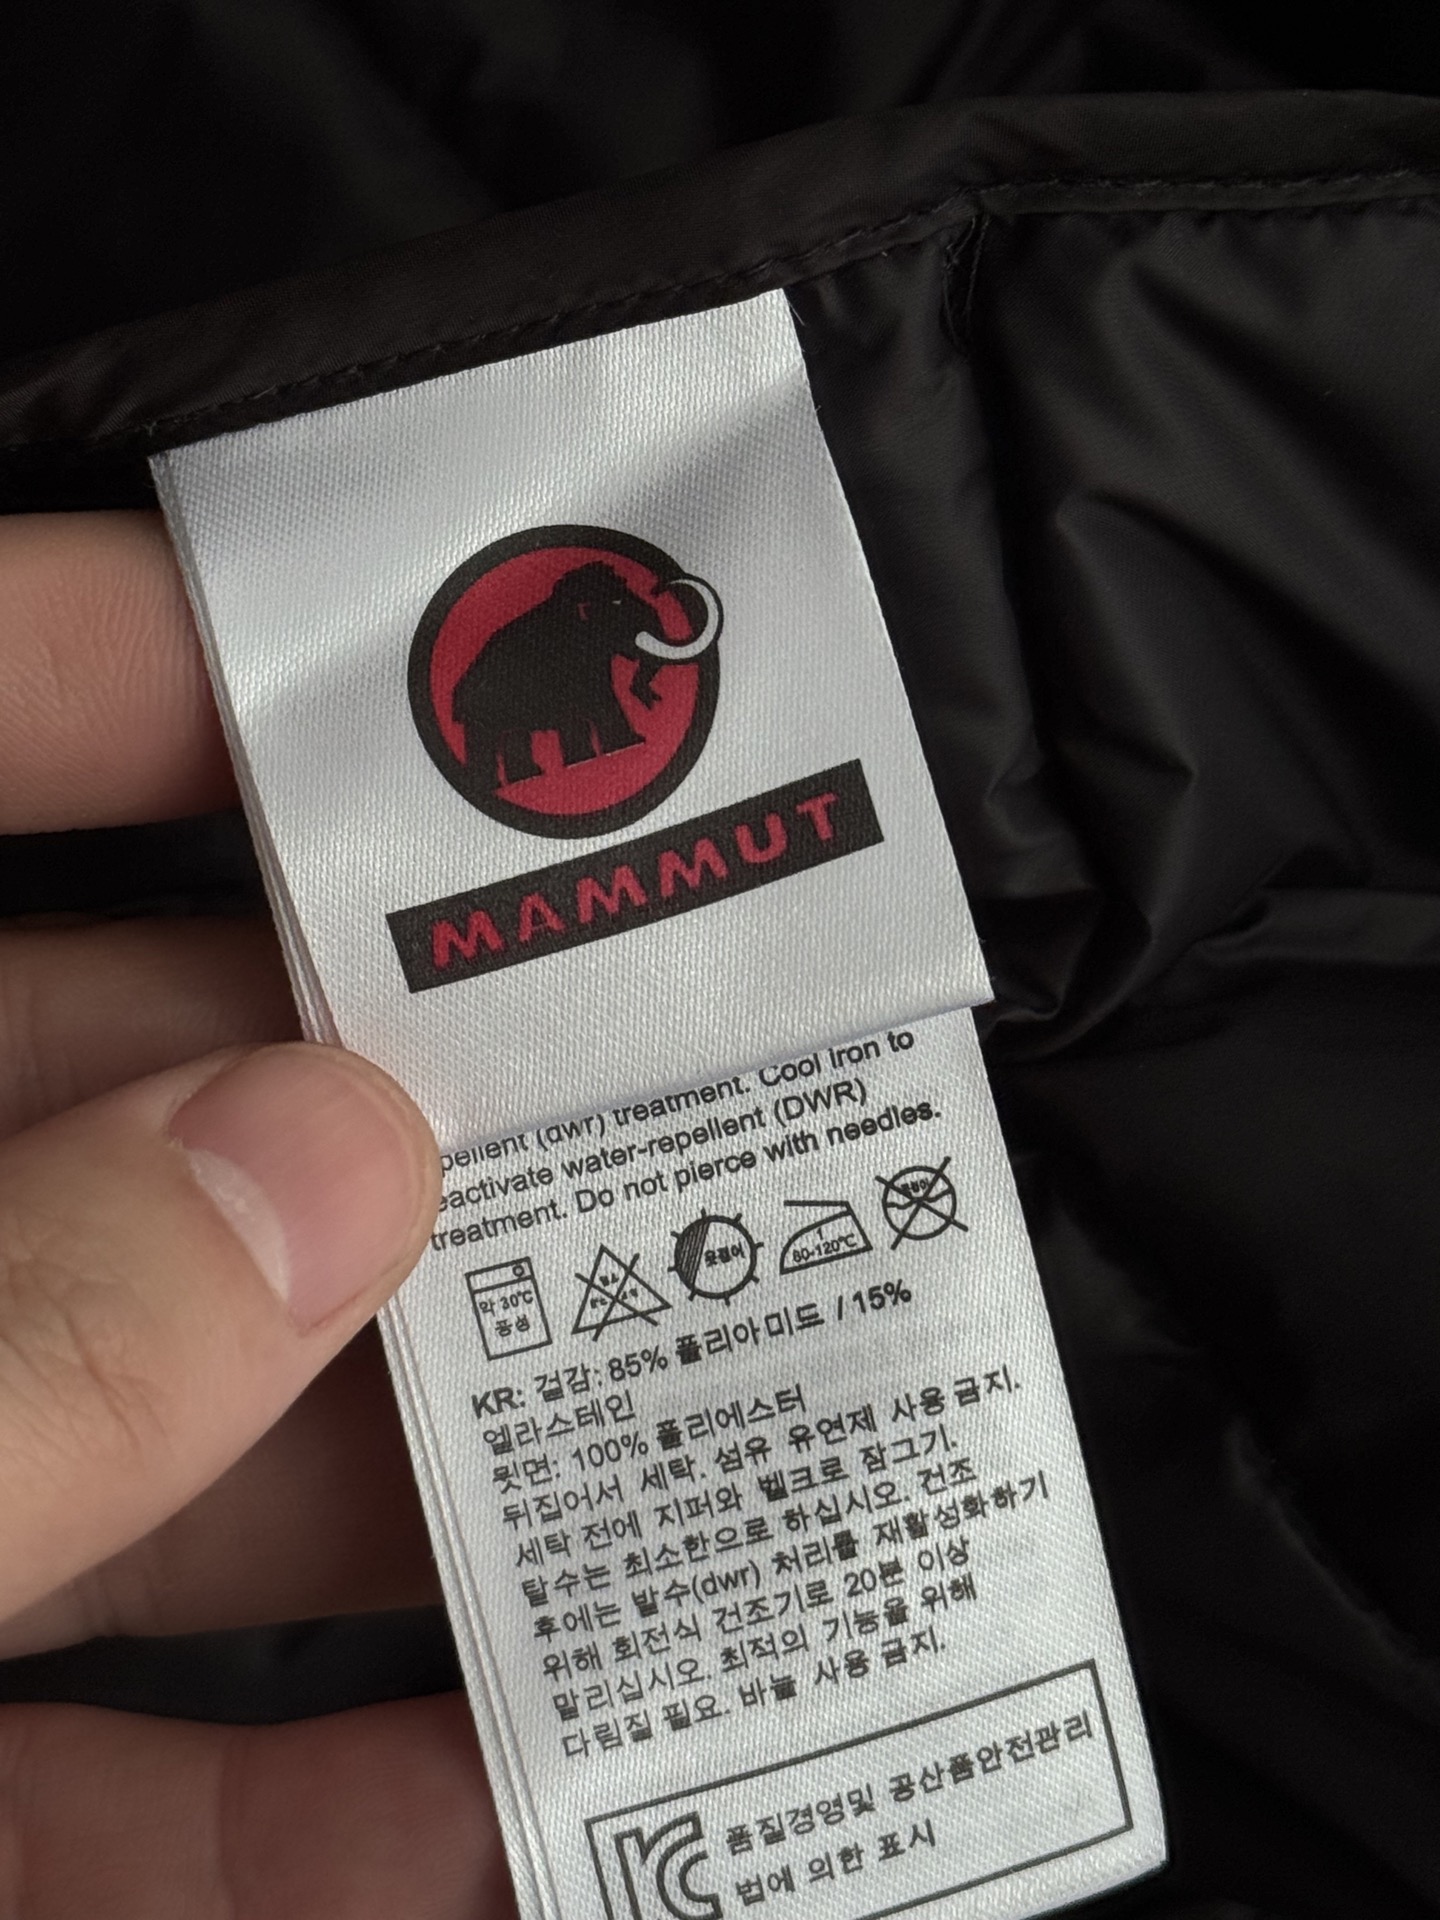 MAMMUT
pellent (dwr) treatment. Cool iron to
eactivate water-repellent (DWR)
treatment. Do not pierce with needles.
약 30℃
중성
옷걸이
1
80-120℃
KR: 겉감: 85% 폴리아미드 / 15%
엘라스테인
뒷면: 100% 폴리에스터
뒤집어서 세탁. 섬유 유연제 사용 금지.
세탁 전에 지퍼와 벨크로 잠그기.
탈수는 최소한으로 하십시오. 건조
후에는 발수(dwr) 처리를 재활성화하기
위해 회전식 건조기로 20분 이상
말리십시오. 최적의 기능을 위해
다림질 필요. 바늘 사용 금지.
품질경영및 공산품안전관리
법에 의한 표시